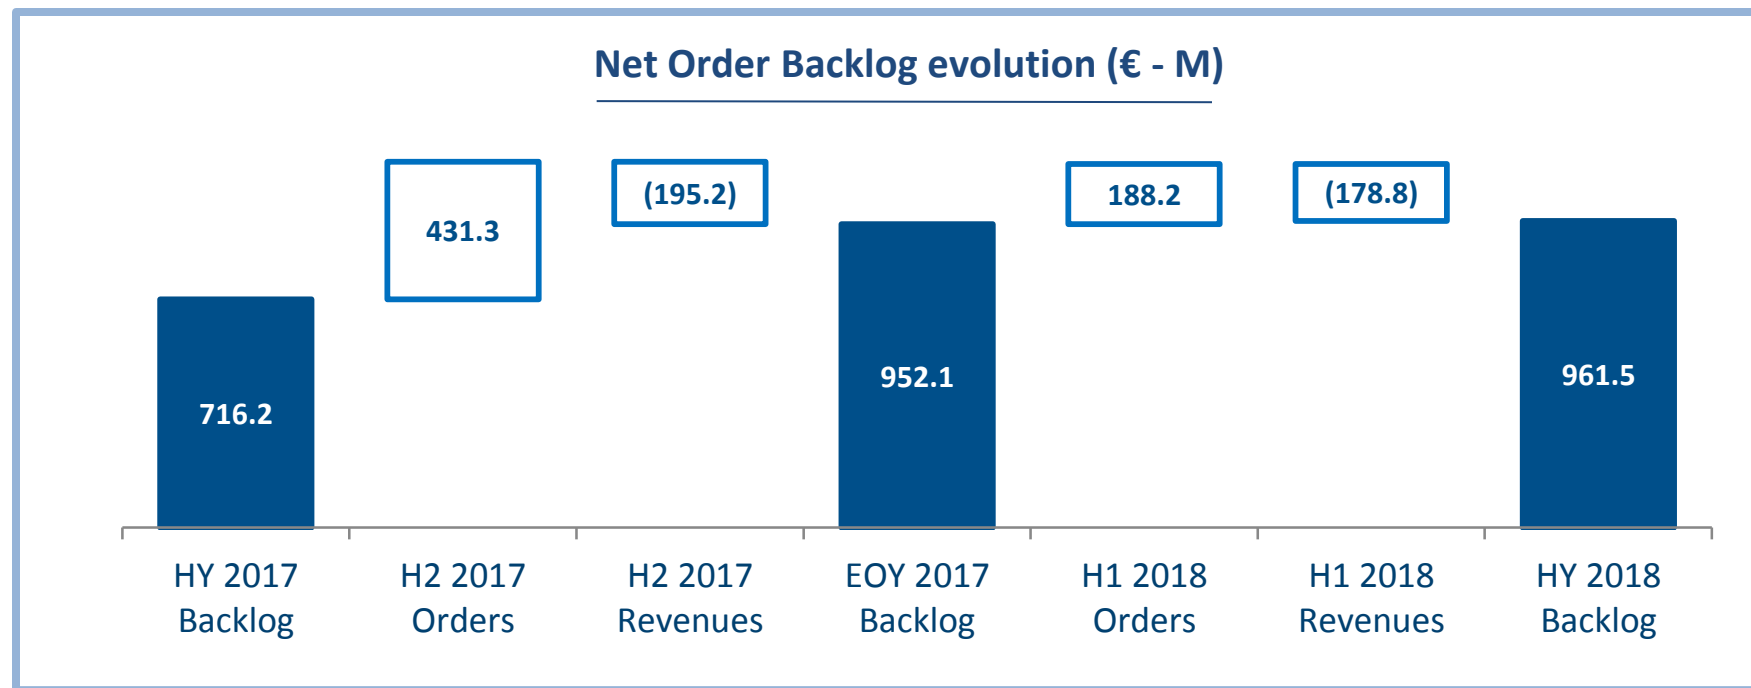 Net Order Backlog evolution (€ - M)
431.3
(195.2)
188.2
(178.8)
716.2
952.1
961.5
HY 2017
Backlog
H2 2017
Orders
H2 2017
Revenues
EOY 2017
Backlog
H1 2018
Orders
H1 2018
Revenues
HY 2018
Backlog